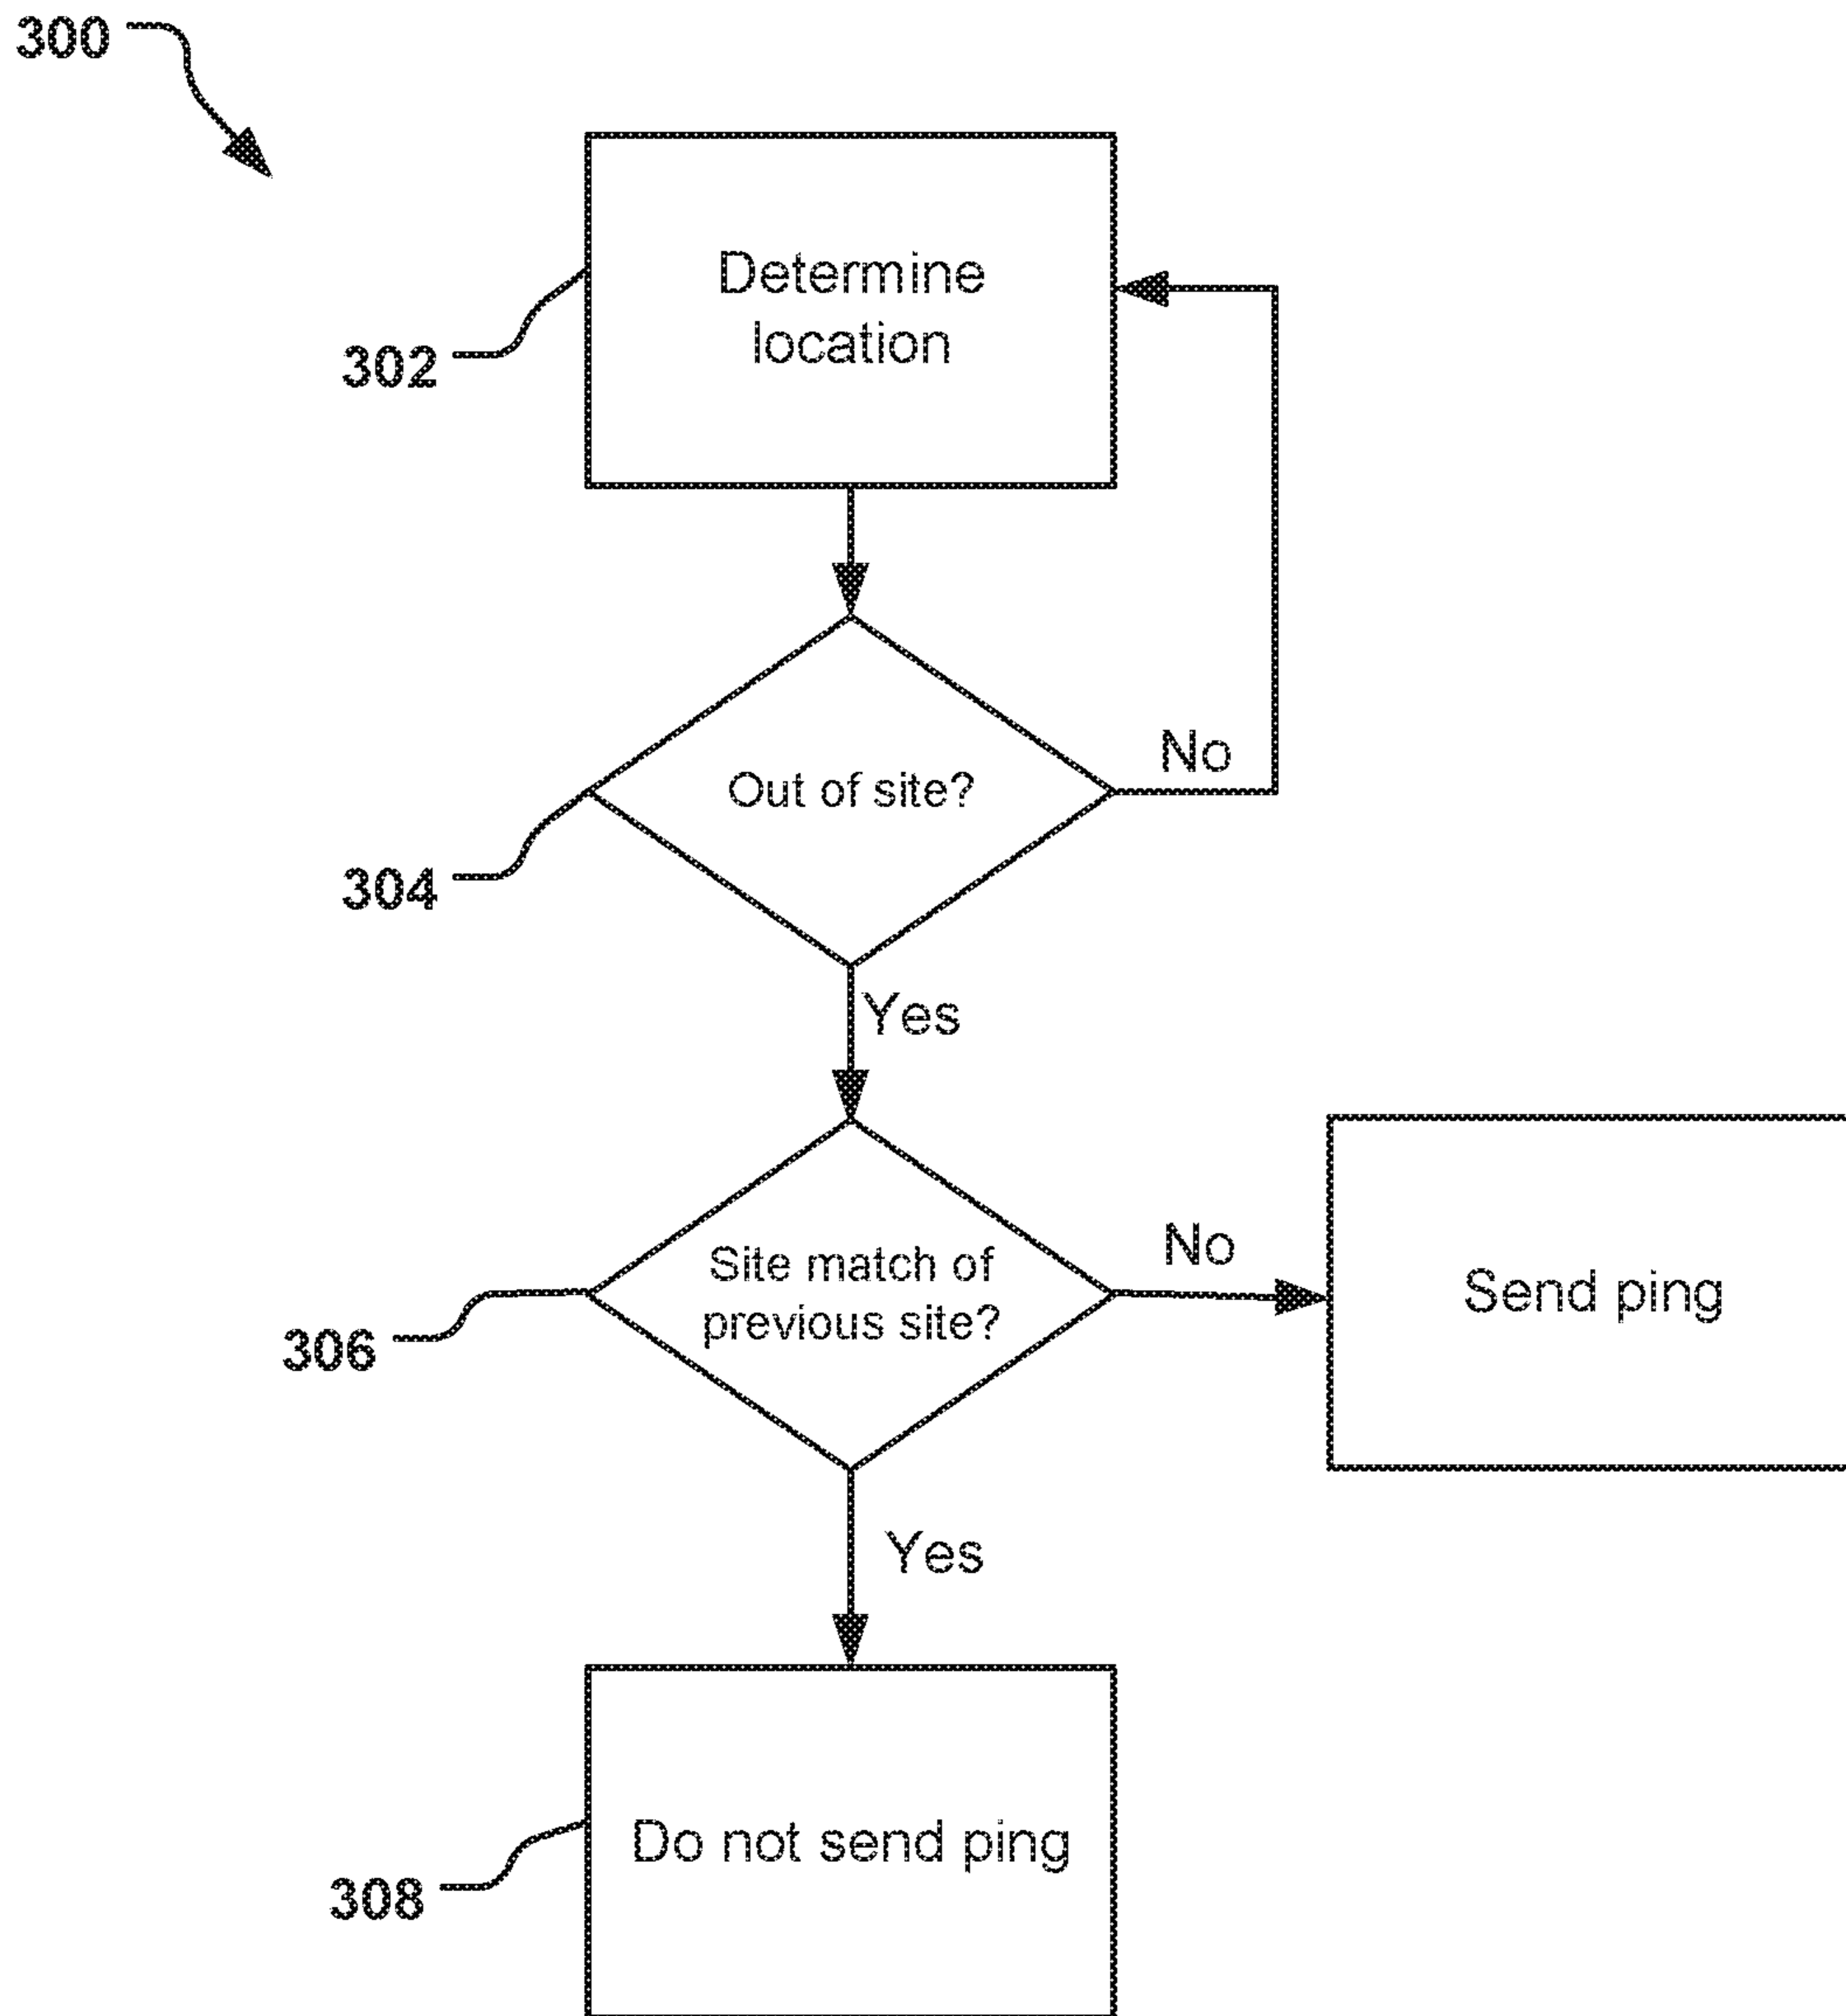 300
Determine
location
302
No
Out of site?
304
Yes
No
Site match of
previous site?
Send ping
306
Yes
Do not send ping
308